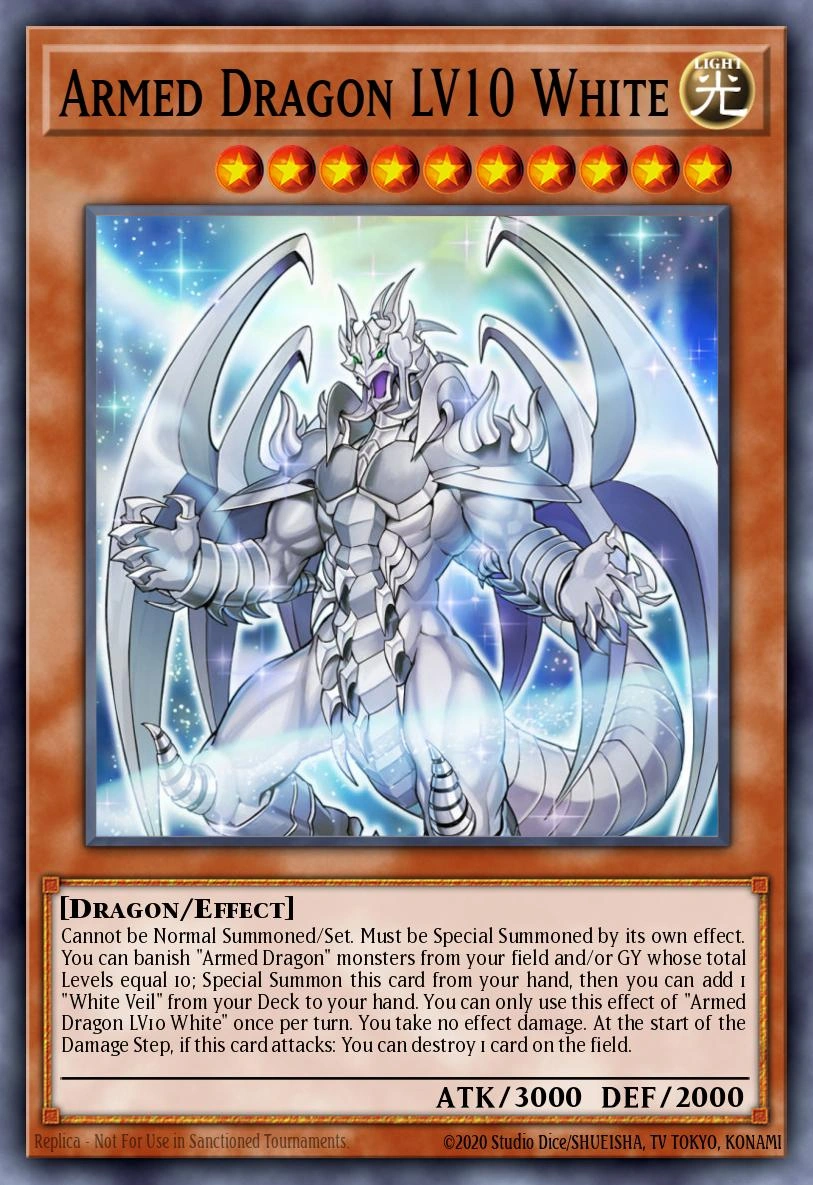 Armed Dragon LV10 White
LIGHT
光
[Dragon/Effect]
Cannot be Normal Summoned/Set. Must be Special Summoned by its own effect.
You can banish "Armed Dragon" monsters from your field and/or GY whose total
Levels equal 10; Special Summon this card from your hand, then you can add 1
"White Veil" from your Deck to your hand. You can only use this effect of "Armed
Dragon LV10 White" once per turn. You take no effect damage. At the start of the
Damage Step, if this card attacks: You can destroy 1 card on the field.
ATK/3000 DEF/2000
Replica - Not For Use in Sanctioned Tournaments.
©2020 Studio Dice/SHUEISHA, TV TOKYO, KONAMI